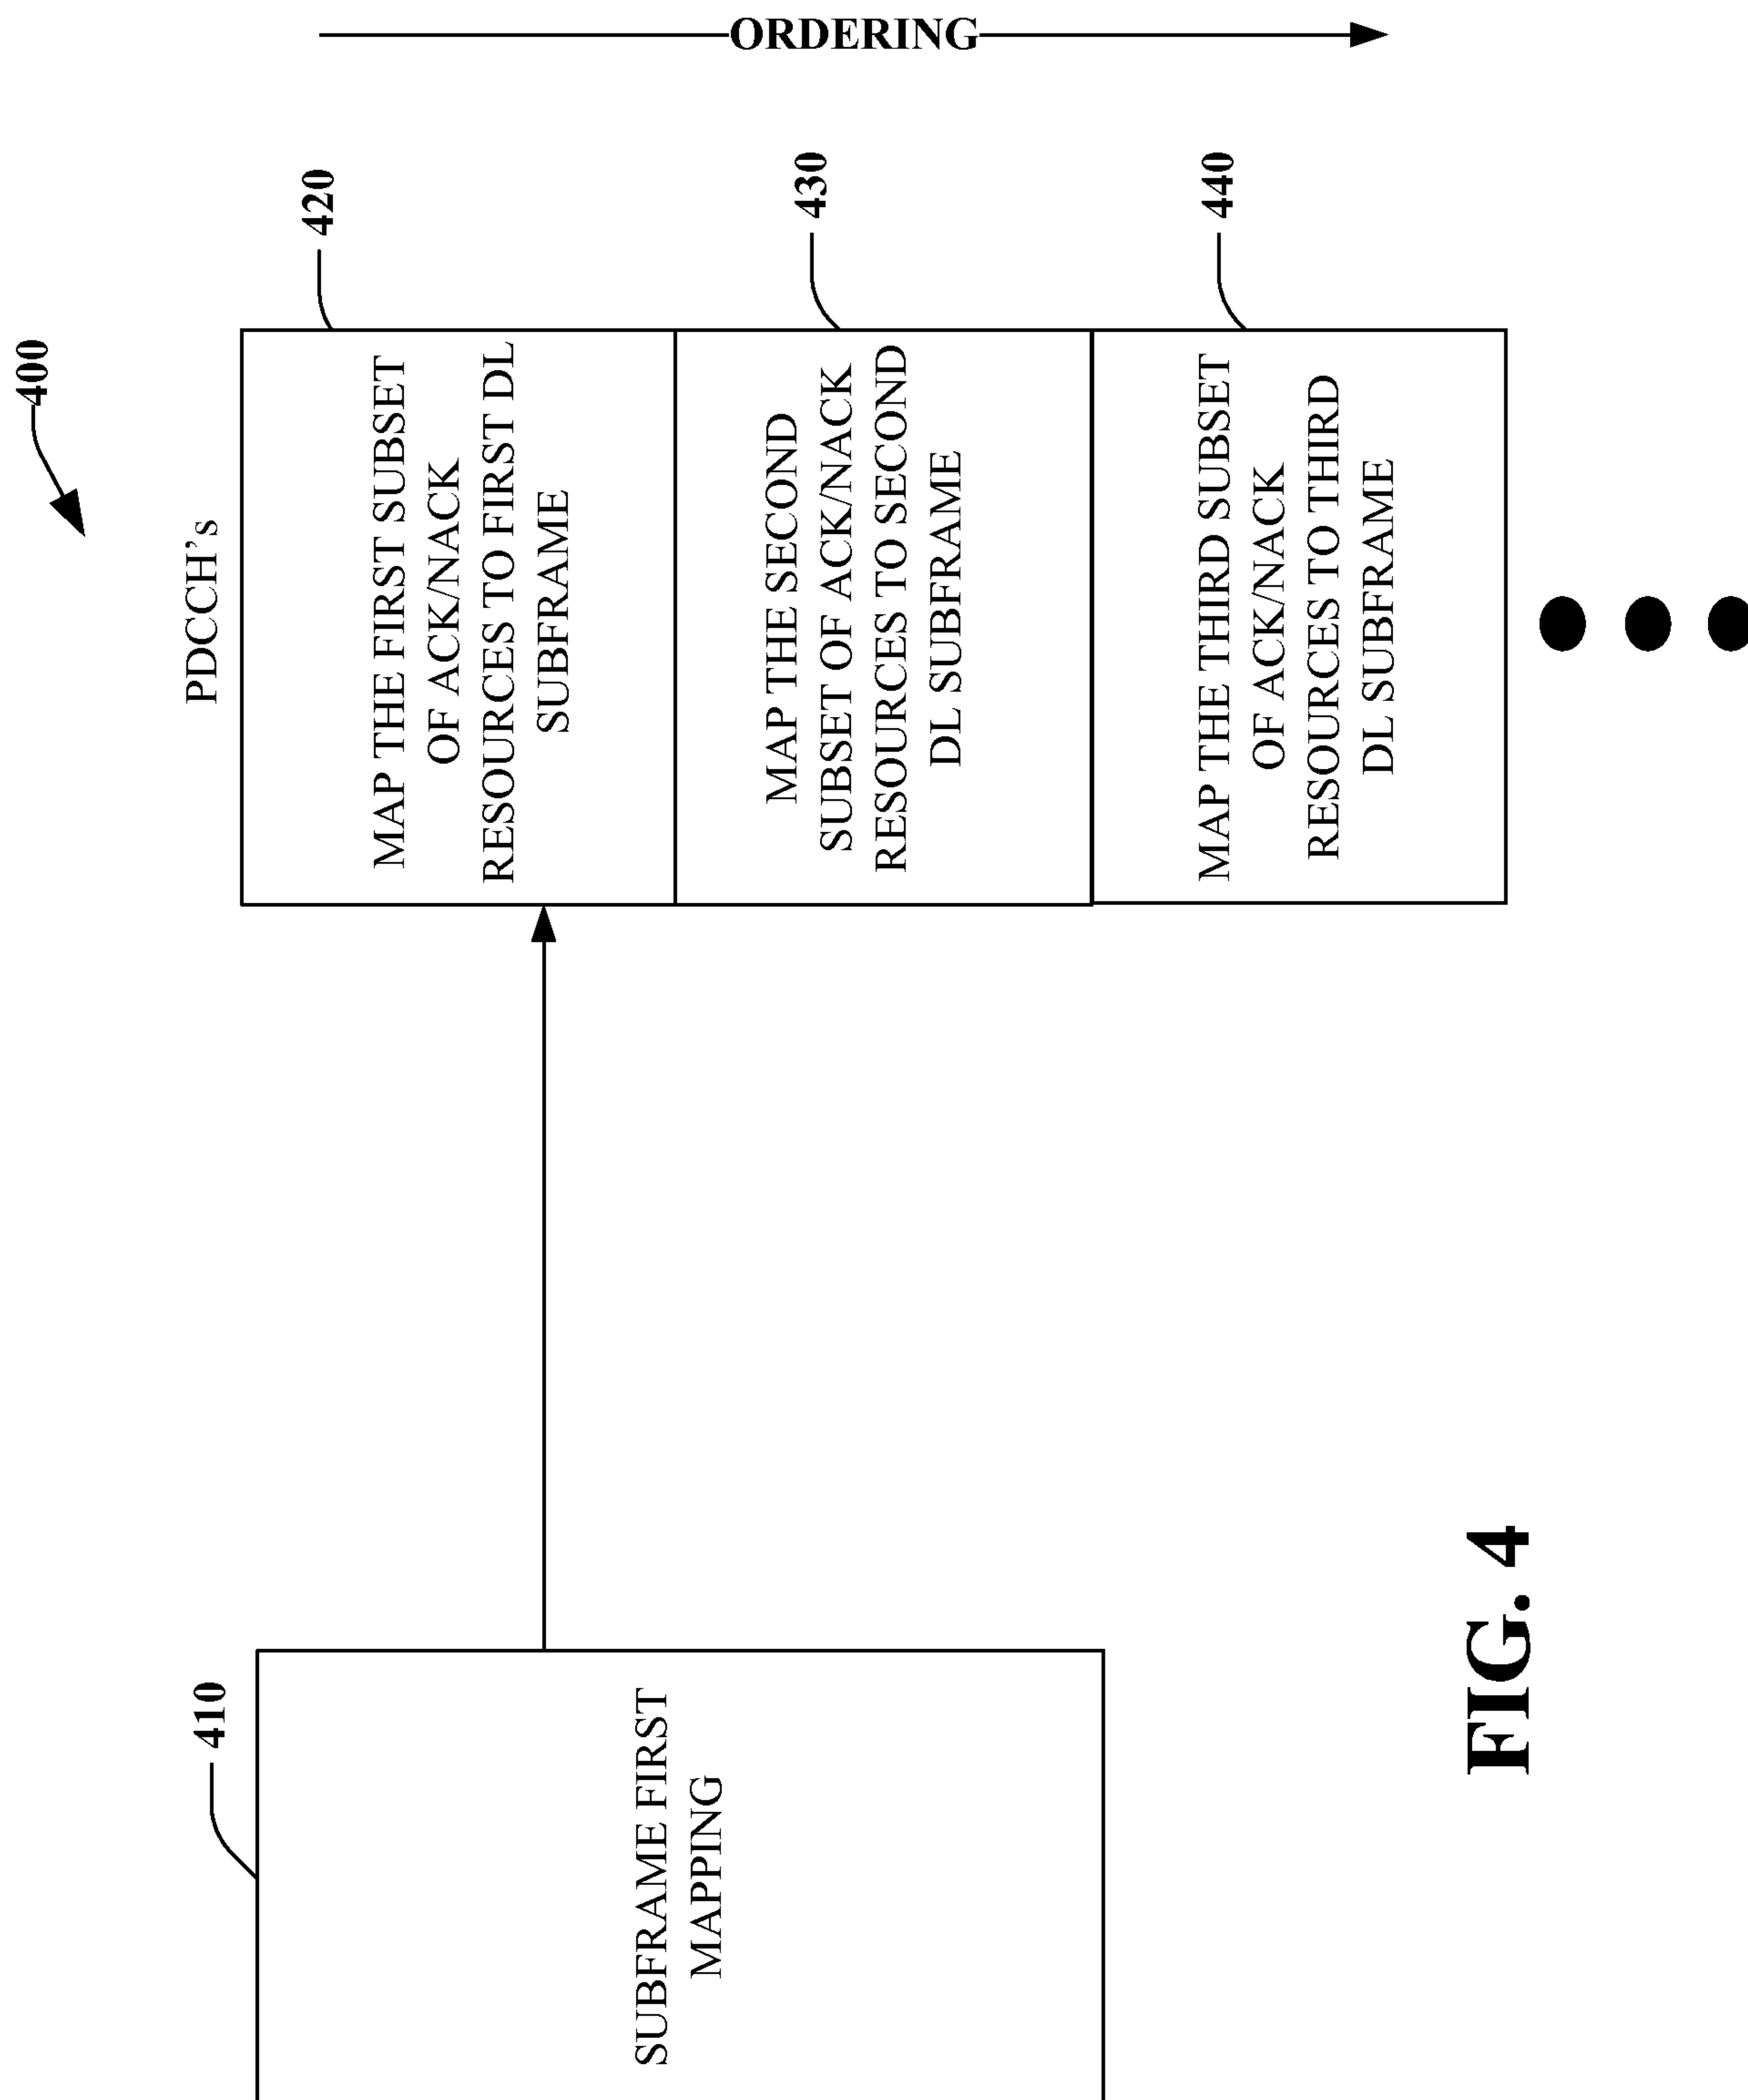 400
PDCCH's
ORDERING
410
SUBFRAME FIRST
MAPPING
420
MAP THE FIRST SUBSET
OF ACK/NACK
RESOURCES TO FIRST DL
SUBFRAME
430
MAP THE SECOND
SUBSET OF ACK/NACK
RESOURCES TO SECOND
DL SUBFRAME
440
MAP THE THIRD SUBSET
OF ACK/NACK
RESOURCES TO THIRD
DL SUBFRAME
FIG. 4